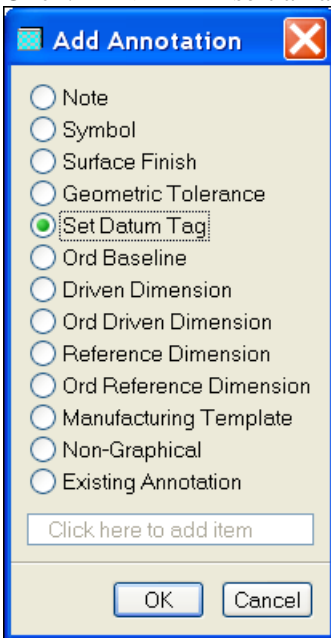 Add Annotation
Note
Symbol
Surface Finish
Geometric Tolerance
Set Datum Tag
Ord Baseline
Driven Dimension
Ord Driven Dimension
Reference Dimension
Ord Reference Dimension
Manufacturing Template
Non-Graphical
Existing Annotation
Click here to add item
OK Cancel